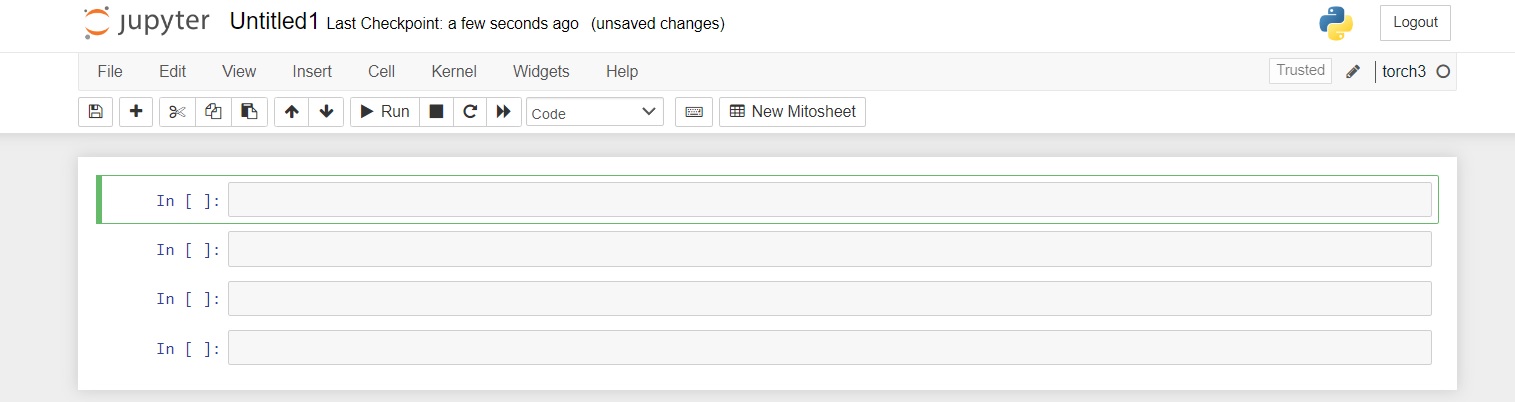 jupyter Untitled1 Last Checkpoint: a few seconds ago (unsaved changes) Logout
File Edit View Insert Cell Kernel Widgets Help Trusted torch3
Run Code New Mitosheet
In [ ]:
In [ ]:
In [ ]:
In [ ]: